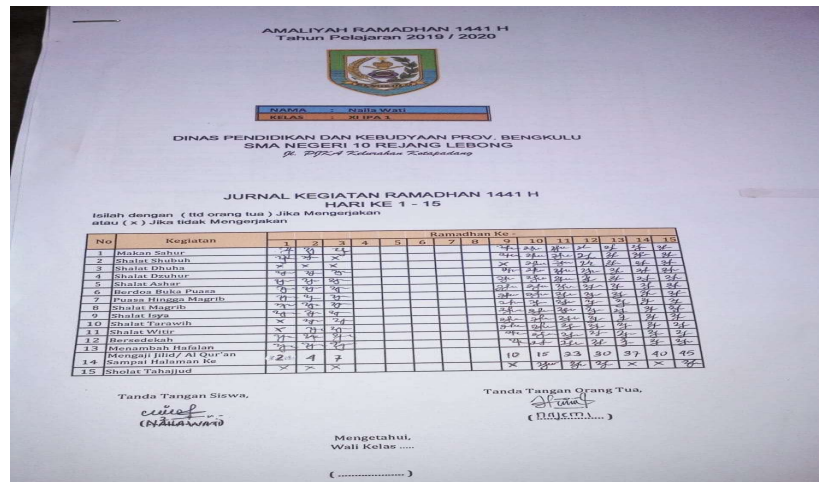 AMALIYAH RAMADHAN 1441 H
Tahun Pelajaran 2019 / 2020
NAMA : Naila Wati
KELAS : XI IPA 1
DINAS PENDIDIKAN DAN KEBUDYAAN PROV. BENGKULU
SMA NEGERI 10 REJANG LEBONG
Jl. PJKA Kelurahan Kotapadang
JURNAL KEGIATAN RAMADHAN 1441 H
HARI KE 1 - 15
Isilah dengan ( ttd orang tua ) Jika Mengerjakan
atau ( x ) Jika tidak Mengerjakan
No Kegiatan Ramadhan Ke -
1 2 3 4 5 6 7 8 9 10 11 12 13 14 15
1 Makan Sahur
2 Shalat Shubuh x
3 Shalat Dhuha x x x x
4 Shalat Dzuhur
5 Shalat Ashar
6 Berdoa Buka Puasa
7 Puasa Hingga Magrib
8 Shalat Magrib
9 Shalat Isya
10 Shalat Tarawih x
11 Shalat Witir x
12 Bersedekah
13 Menambah Hafalan
14 Mengaji Jilid/ Al Qur'an
Sampai Halaman Ke 2 4 7 10 15 23 30 37 40 45
15 Sholat Tahajjud x x x x x x
Tanda Tangan Siswa, Tanda Tangan Orang Tua,
(NAILAWATI) (NAJEMI)
Mengetahui,
Wali Kelas .....
(....................)